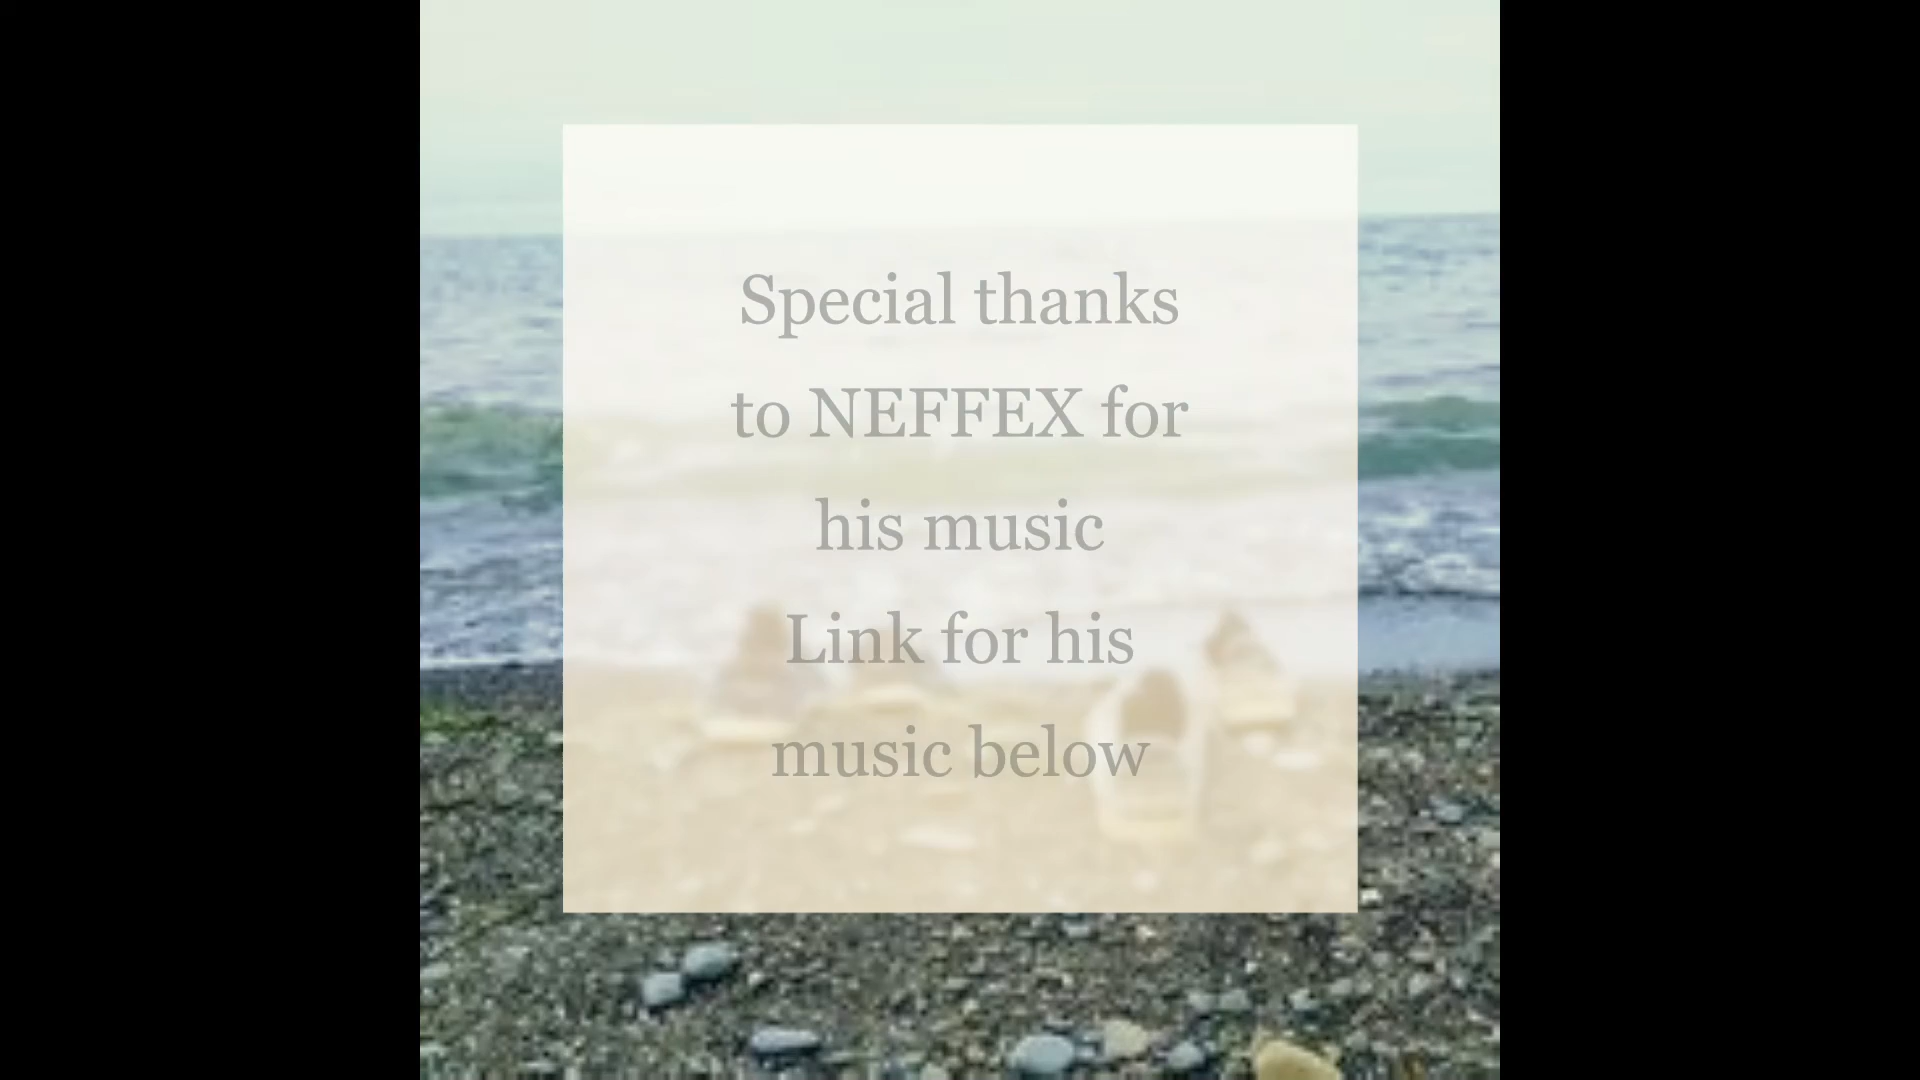 Special thanks
to NEFFEX for
his music
Link for his
music below